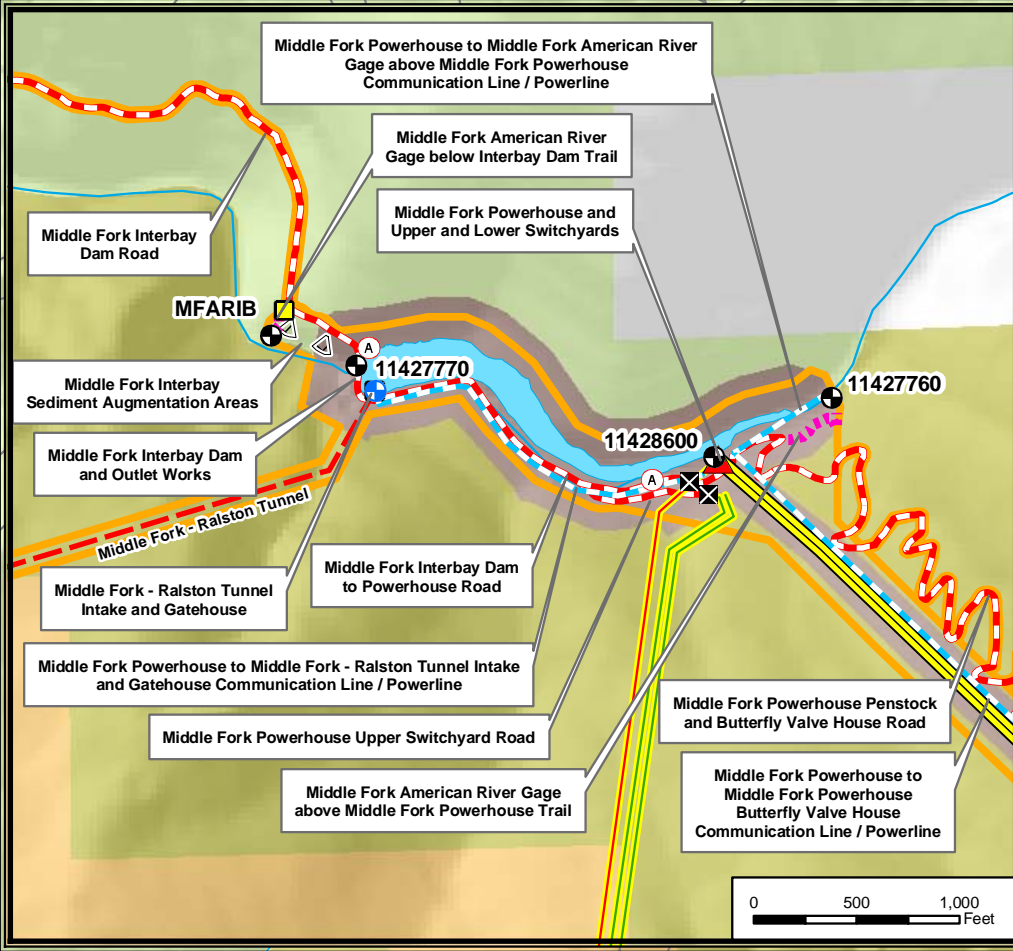 Middle Fork Powerhouse to Middle Fork American River
Gage above Middle Fork Powerhouse
Communication Line / Powerline
Middle Fork American River
Gage below Interbay Dam Trail
Middle Fork Powerhouse and
Upper and Lower Switchyards
Middle Fork Interbay
Dam Road
MFARIB
A
11427770
11427760
Middle Fork Interbay
Sediment Augmentation Areas
11428600
Middle Fork Interbay Dam
and Outlet Works
A
Middle Fork - Ralston Tunnel
Middle Fork - Ralston Tunnel
Intake and Gatehouse
Middle Fork Interbay Dam
to Powerhouse Road
Middle Fork Powerhouse to Middle Fork - Ralston Tunnel Intake
and Gatehouse Communication Line / Powerline
Middle Fork Powerhouse Penstock
and Butterfly Valve House Road
Middle Fork Powerhouse Upper Switchyard Road
Middle Fork American River Gage
above Middle Fork Powerhouse Trail
Middle Fork Powerhouse to
Middle Fork Powerhouse
Butterfly Valve House
Communication Line / Powerline
0 500 1,000
Feet